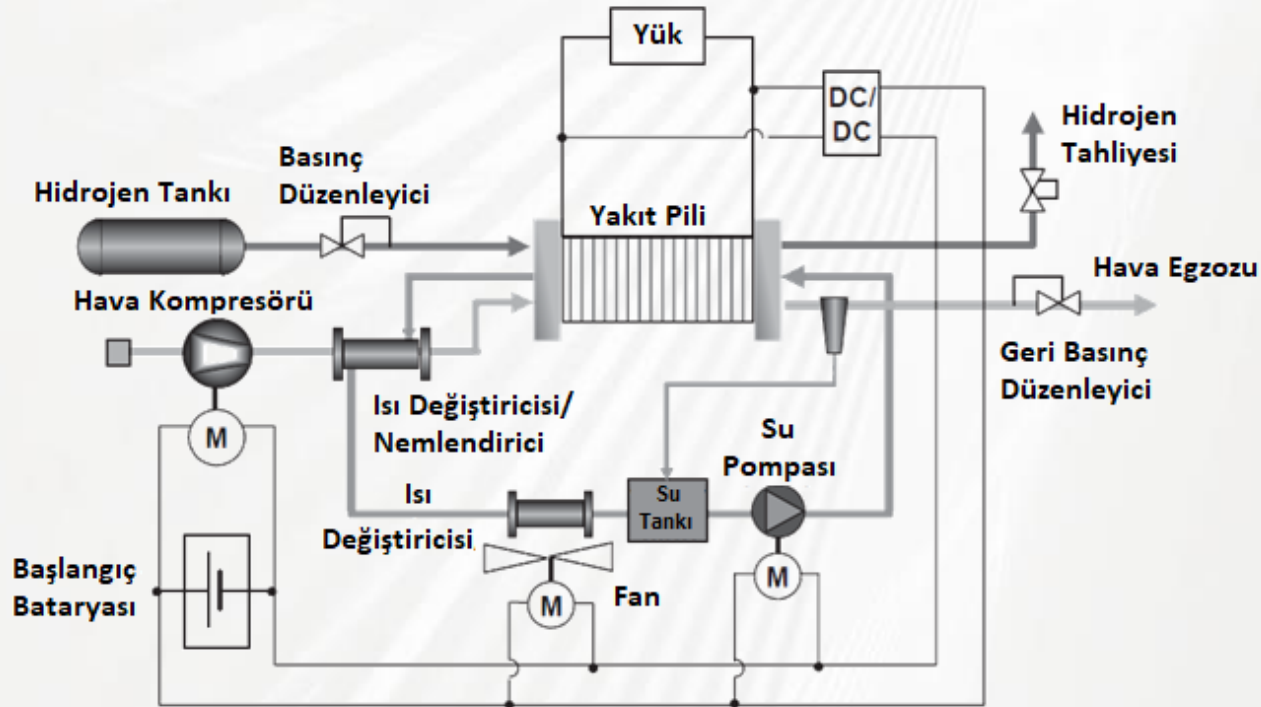 Yük
DC/
DC
Hidrojen
Tahliyesi
Basınç
Düzenleyici
Hidrojen Tankı
Yakıt Pili
Hava Egzozu
Hava Kompresörü
Geri Basınç
Düzenleyici
Isı Değiştiricisi/
Nemlendirici
M
Su
Pompası
Isı
Değiştiricisi
Su
Tankı
Başlangıç
Bataryası
Fan
M
M